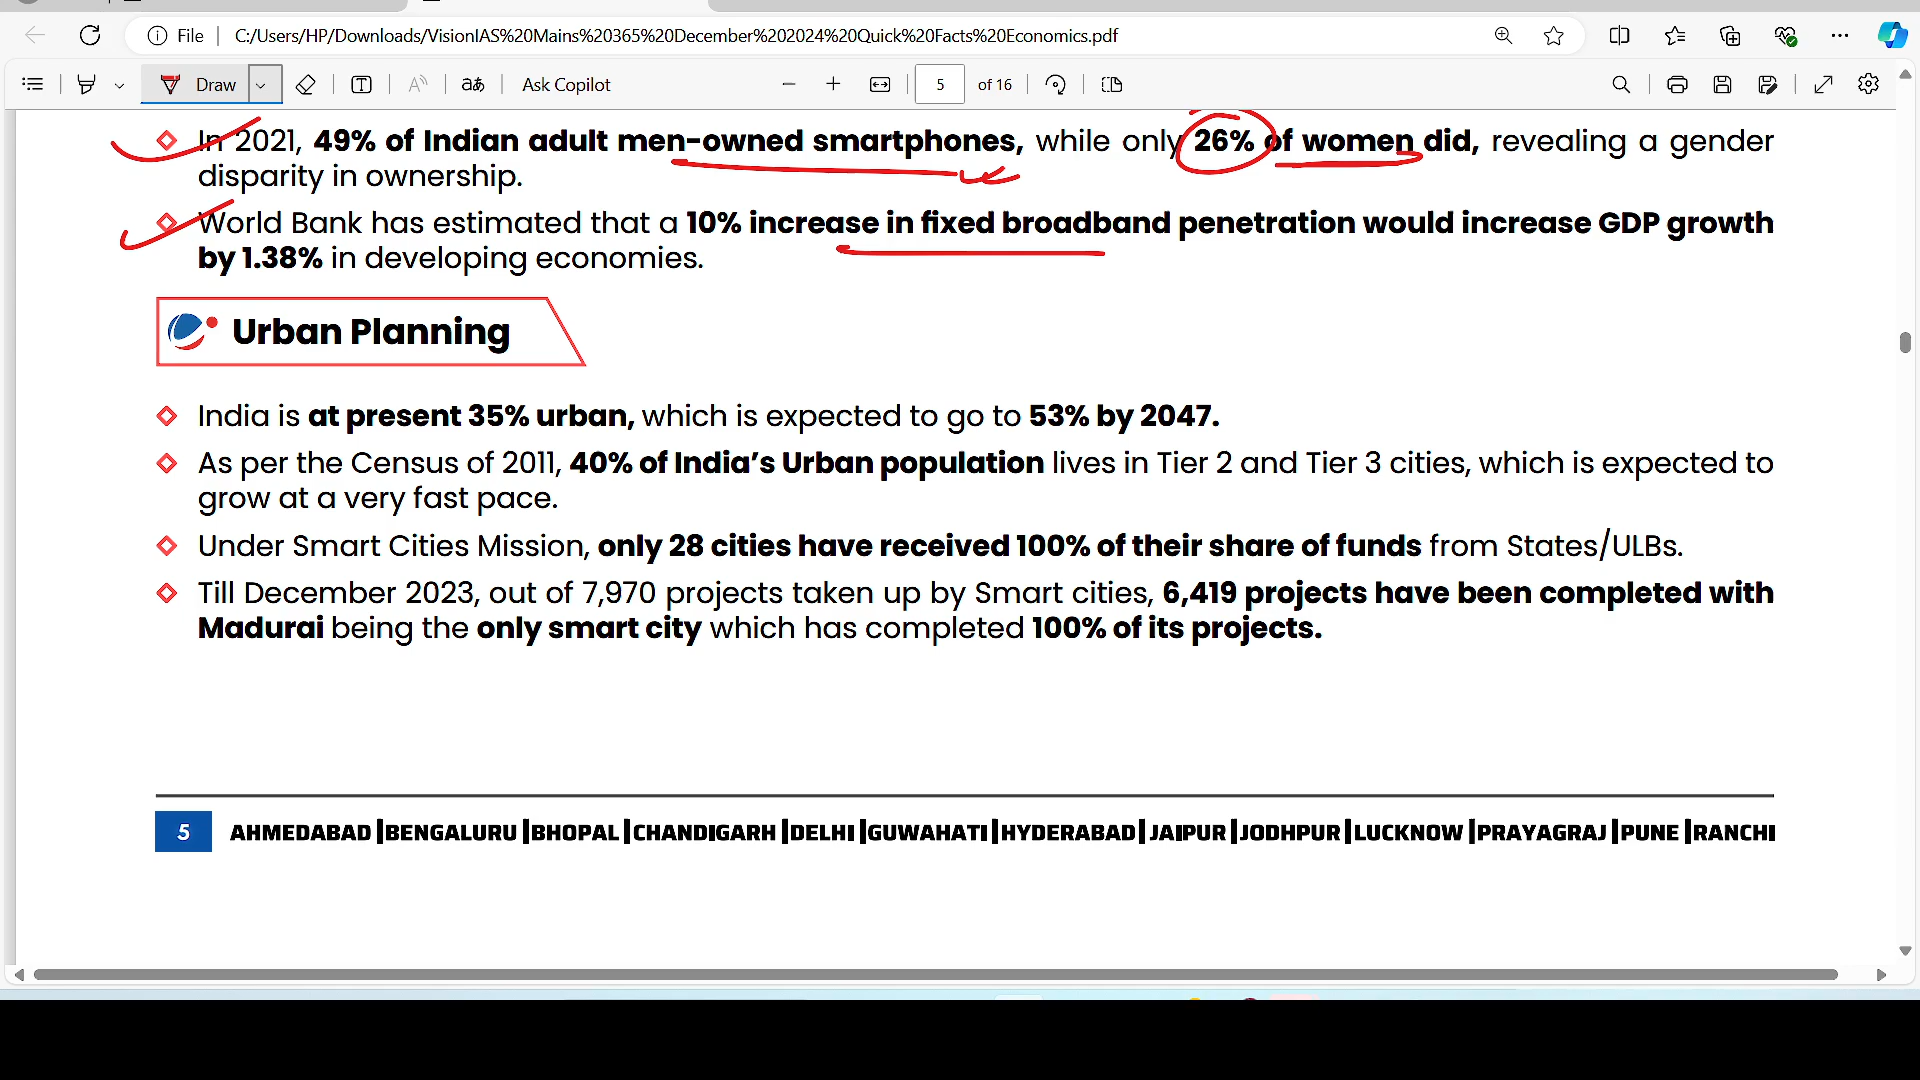 File
C:/Users/HP/Downloads/VisionIAS%20Mains%20365%20December%202024%20Quick%20Facts%20Economics.pdf
Draw
T
A
aあ
Ask Copilot
5
of 16
In 2021, 49% of Indian adult men-owned smartphones, while only 26% of women did, revealing a gender
disparity in ownership.
World Bank has estimated that a 10% increase in fixed broadband penetration would increase GDP growth
by 1.38% in developing economies.
Urban Planning
India is at present 35% urban, which is expected to go to 53% by 2047.
As per the Census of 2011, 40% of India’s Urban population lives in Tier 2 and Tier 3 cities, which is expected to
grow at a very fast pace.
Under Smart Cities Mission, only 28 cities have received 100% of their share of funds from States/ULBs.
Till December 2023, out of 7,970 projects taken up by Smart cities, 6,419 projects have been completed with
Madurai being the only smart city which has completed 100% of its projects.
5
AHMEDABAD | BENGALURU | BHOPAL | CHANDIGARH | DELHI | GUWAHATI | HYDERABAD | JAIPUR | JODHPUR | LUCKNOW | PRAYAGRAJ | PUNE | RANCHI